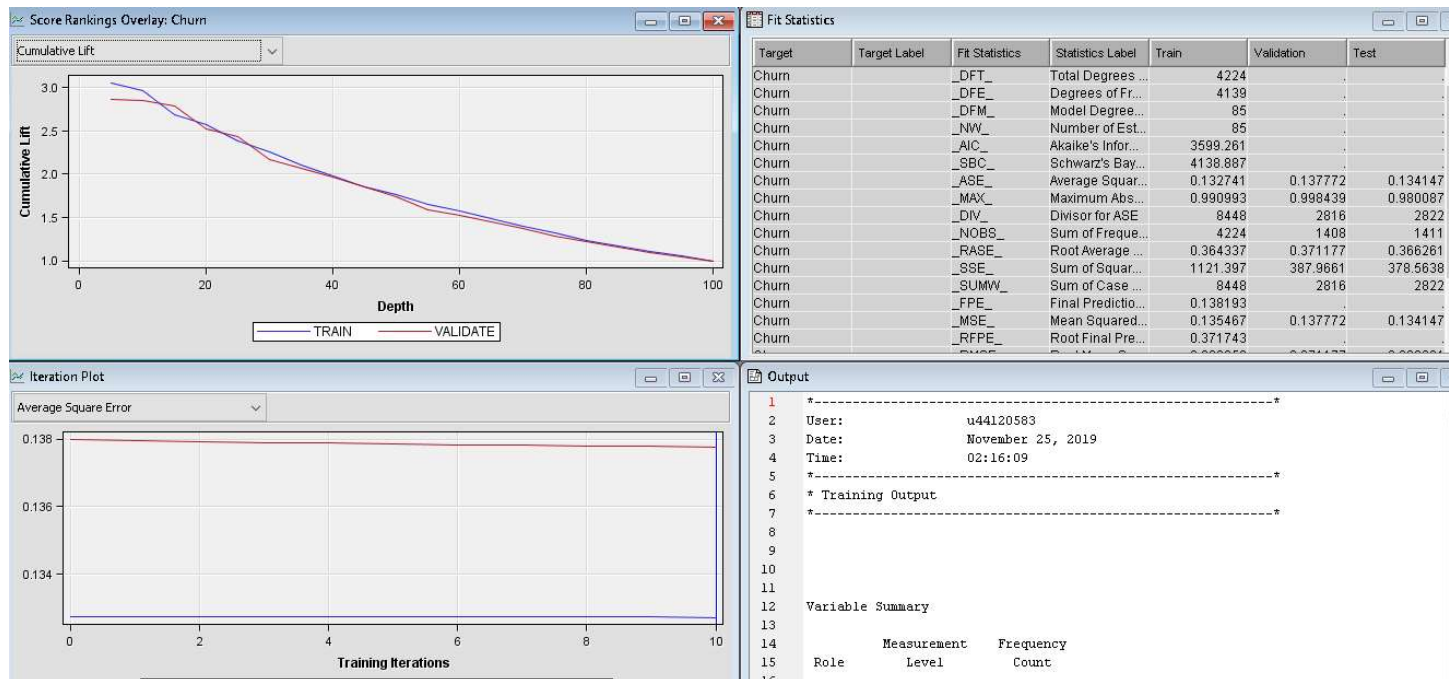 Score Rankings Overlay: Churn
Cumulative Lift
Cumulative Lift
3.0
2.5
2.0
1.5
1.0
0 20 40 60 80 100
Depth
TRAIN VALIDATE
Fit Statistics
Target Target Label Fit Statistics Statistics Label Train Validation Test
Churn _DFT_ Total Degrees ... 4224 . .
Churn _DFE_ Degrees of Fr... 4139 . .
Churn _DFM_ Model Degree... 85 . .
Churn _NW_ Number of Est... 85 . .
Churn _AIC_ Akaike's Infor... 3599.261 . .
Churn _SBC_ Schwarz's Bay... 4138.887 . .
Churn _ASE_ Average Squar... 0.132741 0.137772 0.134147
Churn _MAX_ Maximum Abs... 0.990993 0.998439 0.980087
Churn _DIV_ Divisor for ASE 8448 2816 2822
Churn _NOBS_ Sum of Freque... 4224 1408 1411
Churn _RASE_ Root Average ... 0.364337 0.371177 0.366261
Churn _SSE_ Sum of Squar... 1121.397 387.9661 378.5638
Churn _SUMW_ Sum of Case ... 8448 2816 2822
Churn _FPE_ Final Predictio... 0.138193 . .
Churn _MSE_ Mean Squared... 0.135467 0.137772 0.134147
Churn _RFPE_ Root Final Pre... 0.371743 . .
Iteration Plot
Average Square Error
0.138
0.136
0.134
0 2 4 6 8 10
Training Iterations
Output
1 *------------------------------------------------------------*
2 User: u44120583
3 Date: November 25, 2019
4 Time: 02:16:09
5 *------------------------------------------------------------*
6 * Training Output
7 *------------------------------------------------------------*
8
9
10
11
12 Variable Summary
13
14 Measurement Frequency
15 Role Level Count